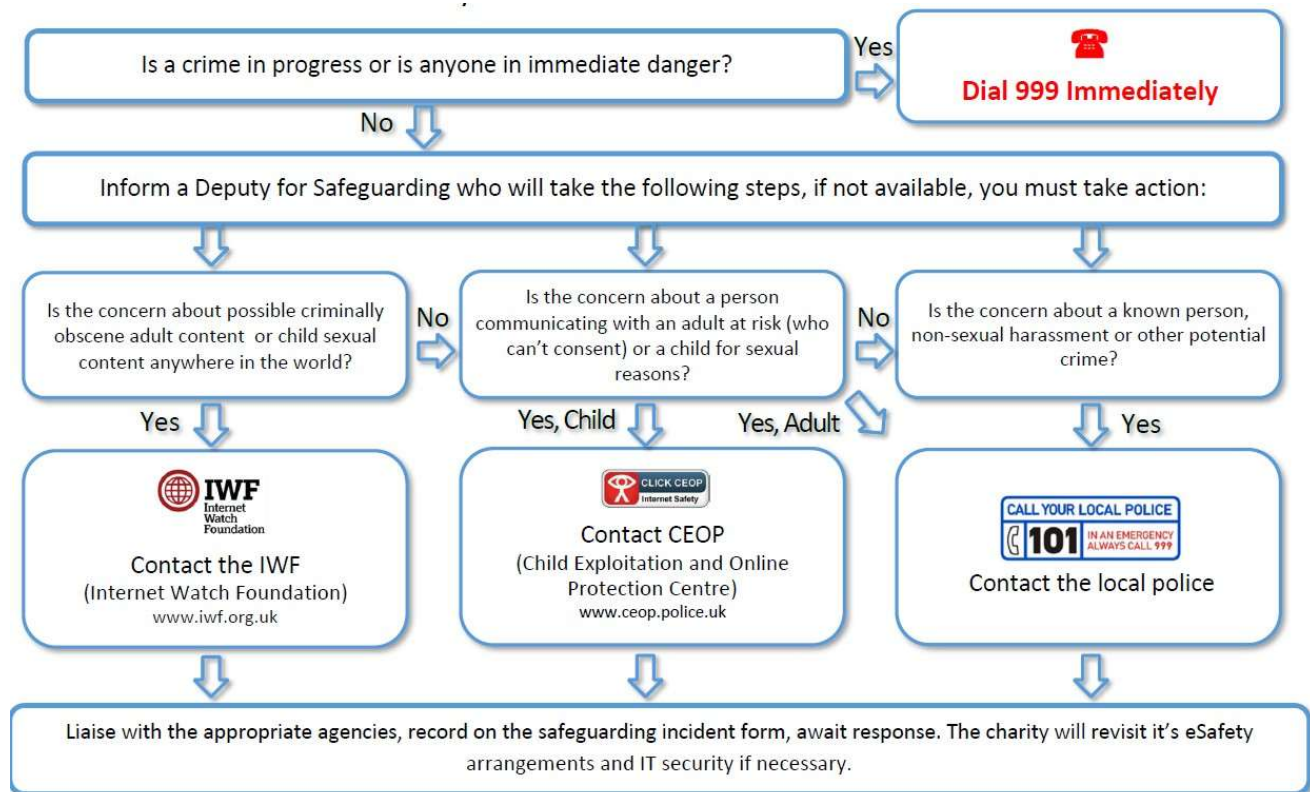 Is a crime in progress or is anyone in immediate danger?
Yes
Dial 999 Immediately
No
Inform a Deputy for Safeguarding who will take the following steps, if not available, you must take action:
Is the concern about possible criminally
obscene adult content or child sexual
content anywhere in the world?
No
Is the concern about a person
communicating with an adult at risk (who
can't consent) or a child for sexual
reasons?
No
Is the concern about a known person,
non-sexual harassment or other potential
crime?
Yes
Yes, Child
Yes, Adult
Yes
IWF
Internet
Watch
Foundation
Contact the IWF
(Internet Watch Foundation)
www.iwf.org.uk
CLICK CEOP
Internet Safety
Contact CEOP
(Child Exploitation and Online
Protection Centre)
www.ceop.police.uk
CALL YOUR LOCAL POLICE
101
IN AN EMERGENCY
ALWAYS CALL 999
Contact the local police
Liaise with the appropriate agencies, record on the safeguarding incident form, await response. The charity will revisit it's eSafety
arrangements and IT security if necessary.